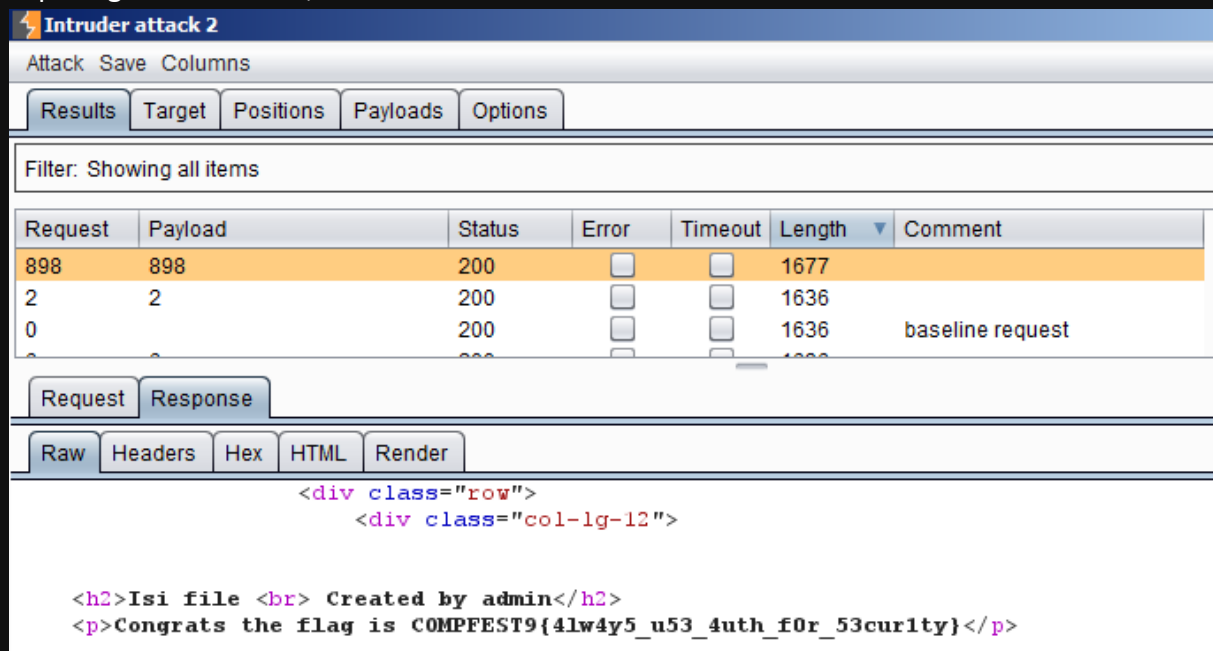 Intruder attack 2
Attack Save Columns
Results Target Positions Payloads Options
Filter: Showing all items
Request Payload Status Error Timeout Length Comment
898 898 200 1677
2 2 200 1636
0 200 1636 baseline request
Request Response
Raw Headers Hex HTML Render
<div class="row">
<div class="col-lg-12">
<h2>Isi file <br> Created by admin</h2>
<p>Congrats the flag is COMPFEST9{4lw4y5_u53_4uth_f0r_53cur1ty}</p>